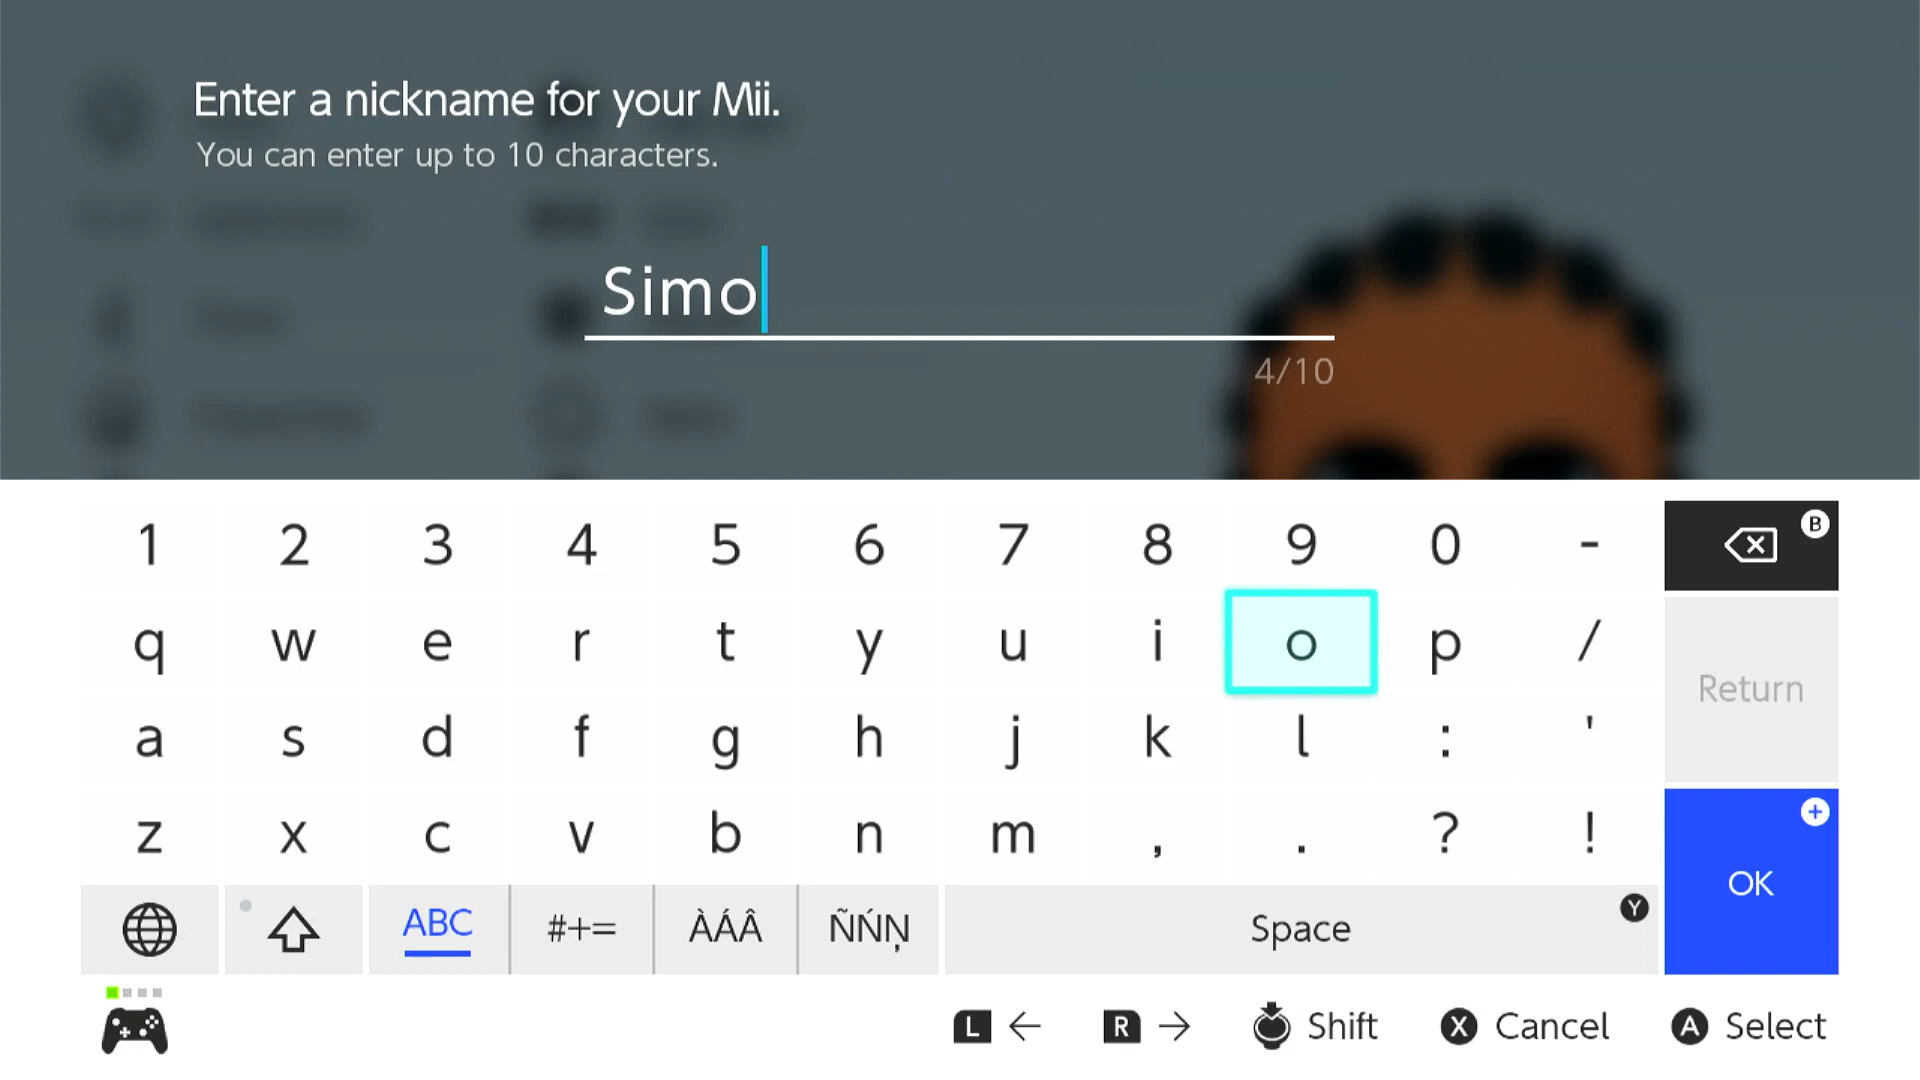 Enter a nickname for your Mii.
You can enter up to 10 characters.
Simo
4/10
1 2 3 4 5 6 7 8 9 0 -
B
q w e r t y u i o p /
Return
a s d f g h j k l : '
z x c v b n m , . ? !
+
OK
ABC #+= ÀÁÂ ÑŃŅ Space Y
L ← R → Shift X Cancel A Select